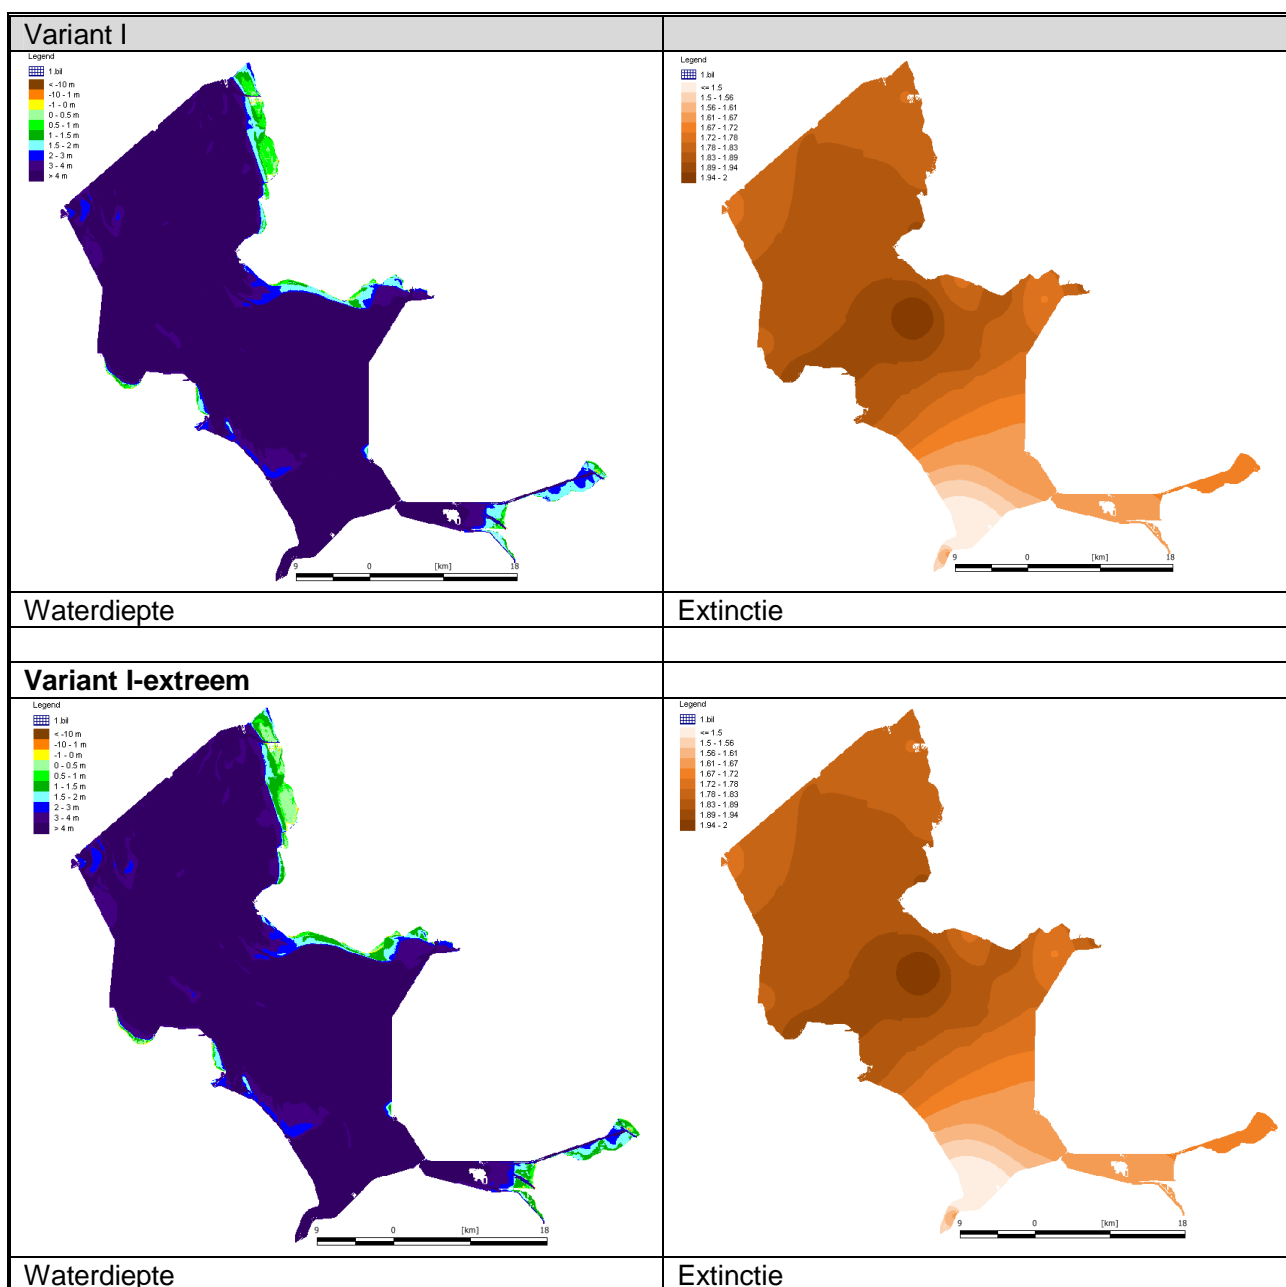 Variant I
Legend
1.bil
< -10 m
-10 - 1 m
-1 - 0 m
0 - 0.5 m
0.5 - 1 m
1 - 1.5 m
1.5 - 2 m
2 - 3 m
3 - 4 m
> 4 m
9 0 [km] 18
Legend
1.bil
<= 1.5
1.5 - 1.56
1.56 - 1.61
1.61 - 1.67
1.67 - 1.72
1.72 - 1.78
1.78 - 1.83
1.83 - 1.89
1.89 - 1.94
1.94 - 2
9 0 [km] 18
Waterdiepte
Extinctie
Variant I-extreem
Legend
1.bil
< -10 m
-10 - 1 m
-1 - 0 m
0 - 0.5 m
0.5 - 1 m
1 - 1.5 m
1.5 - 2 m
2 - 3 m
3 - 4 m
> 4 m
9 0 [km] 18
Legend
1.bil
<= 1.5
1.5 - 1.56
1.56 - 1.61
1.61 - 1.67
1.67 - 1.72
1.72 - 1.78
1.78 - 1.83
1.83 - 1.89
1.89 - 1.94
1.94 - 2
9 0 [km] 18
Waterdiepte
Extinctie